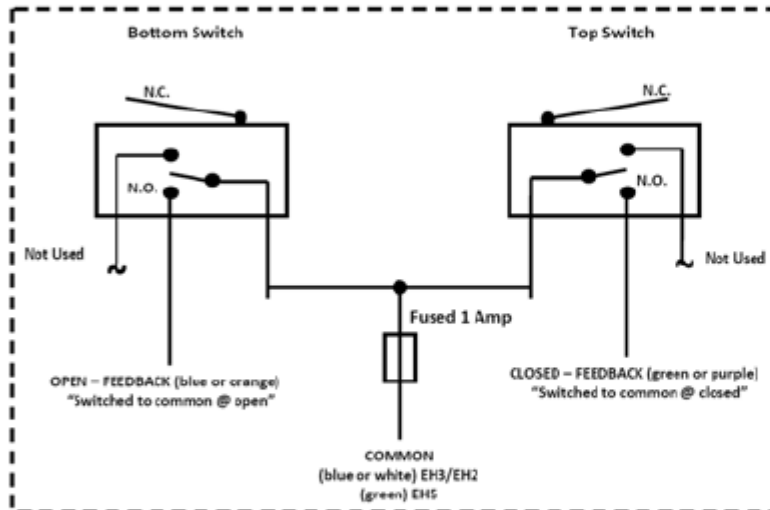 Bottom Switch
Top Switch
N.C.
N.C.
N.O.
N.O.
Not Used
Not Used
Fused 1 Amp
OPEN – FEEDBACK (blue or orange)
"Switched to common @ open"
CLOSED – FEEDBACK (green or purple)
"Switched to common @ closed"
COMMON
(blue or white) EH3/EH2
(green) EH5